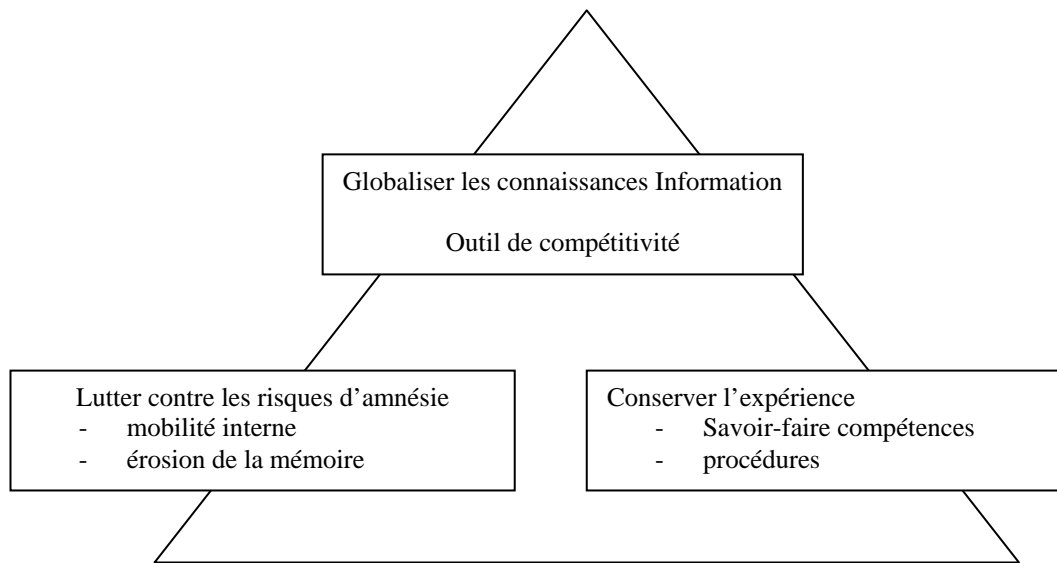 Globaliser les connaissances Information
Outil de compétitivité
Lutter contre les risques d’amnésie
- mobilité interne
- érosion de la mémoire
Conserver l’expérience
- Savoir-faire compétences
- procédures